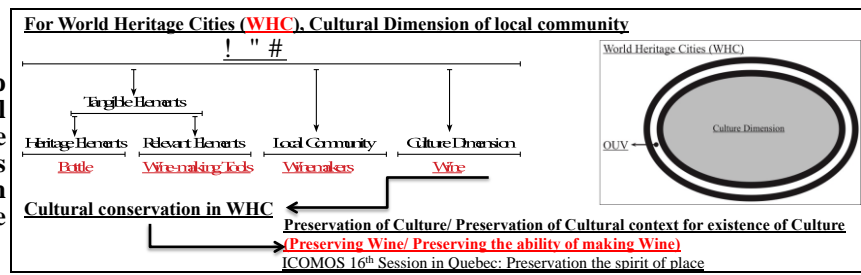 For World Heritage Cities (WHC), Cultural Dimension of local community
! "#
World Heritage Cities (WHC)
Tangible Elements
Heritage Elements Relevant Elements Local Community Culture Dimension
Bottle Wine-making Tools Winemakers Wine
Culture Dimension
OUV
Cultural conservation in WHC
Preservation of Culture/ Preservation of Cultural context for existence of Culture
(Preserving Wine/ Preserving the ability of making Wine)
ICOMOS 16th Session in Quebec: Preservation the spirit of place